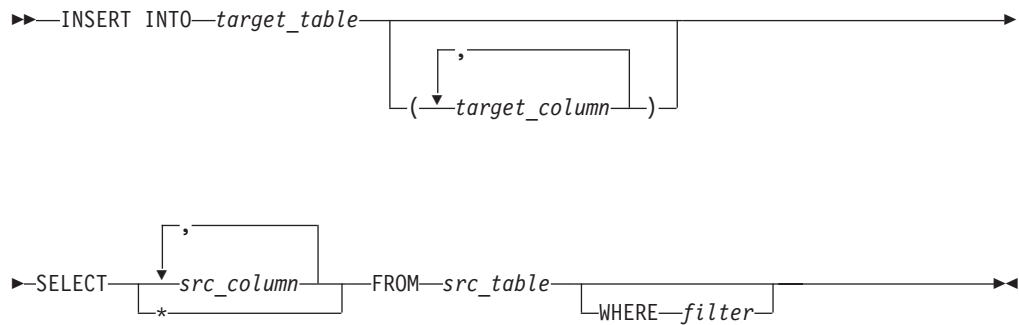 INSERT INTO target_table
,
( target_column )
,
SELECT src_column FROM src_table
* WHERE filter